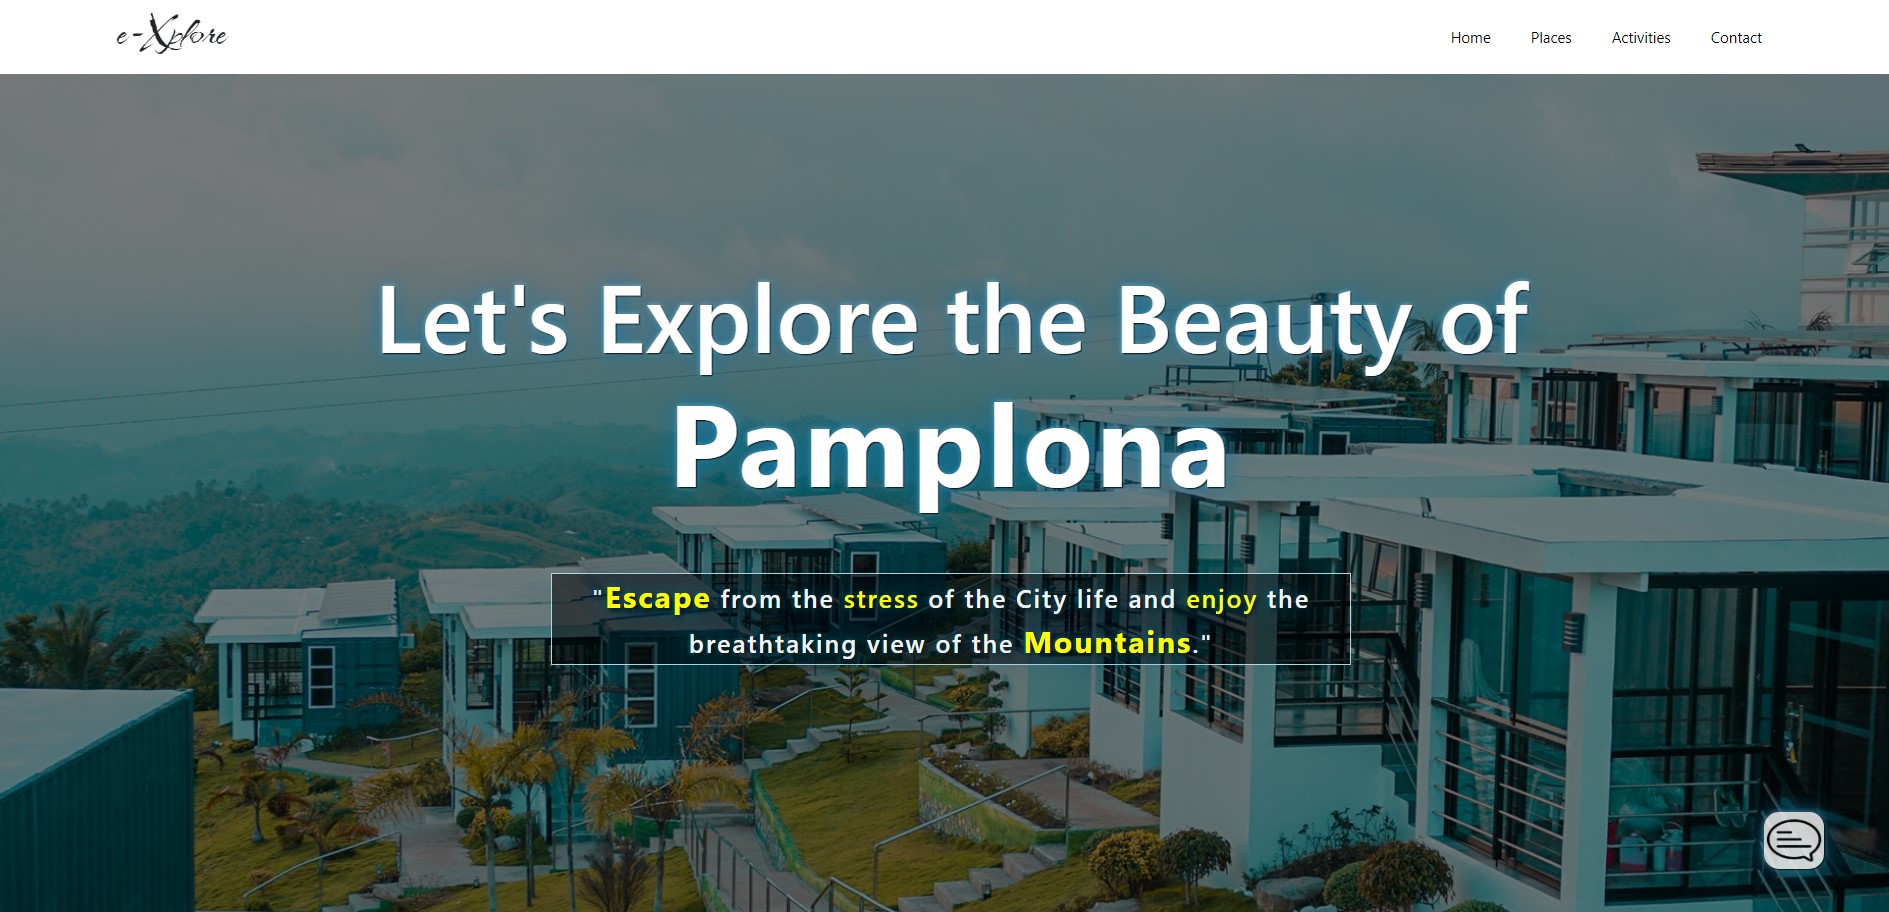 e-Xplore
Home Places Activities Contact
Let's Explore the Beauty of
Pamplona
"Escape from the stress of the City life and enjoy the
breathtaking view of the Mountains."